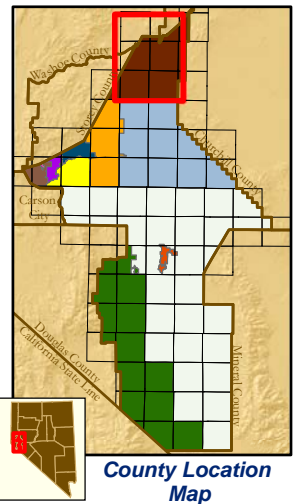 Washoe County
Storey County
Churchill County
Carson
City
Douglas County
California State Line
Mineral County
County Location
Map